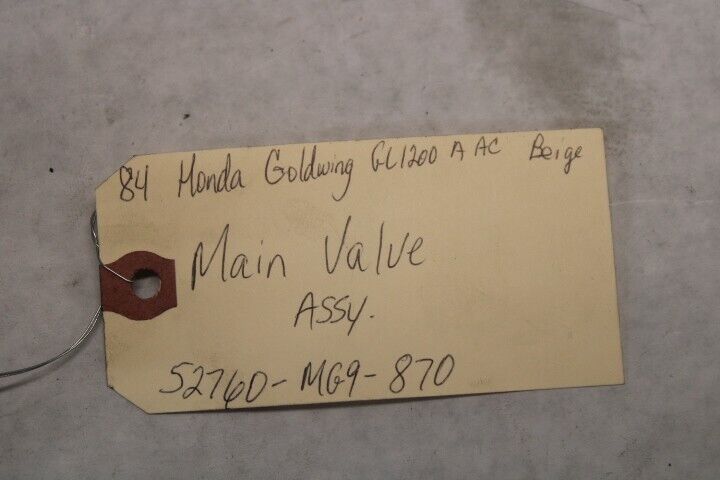 84 Honda Goldwing GL1200 A AC Beige
Main Valve
ASSY.
52760-MG9-870